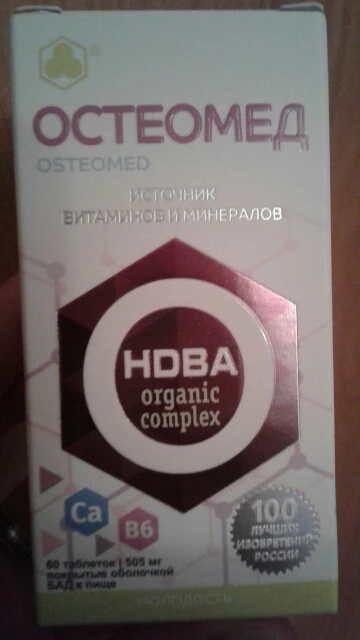 ОСТЕОМЕД
OSTEOMED
ИСТОЧНИК
ВИТАМИНОВ И МИНЕРАЛОВ
HDBA
organic
complex
Ca
B6
100
ЛУЧШИХ
ИЗОБРЕТЕНИЙ
РОССИИ
60 таблеток | 505 мг
покрытые оболочкой
БАД к пище
МОЛОДОСТЬ